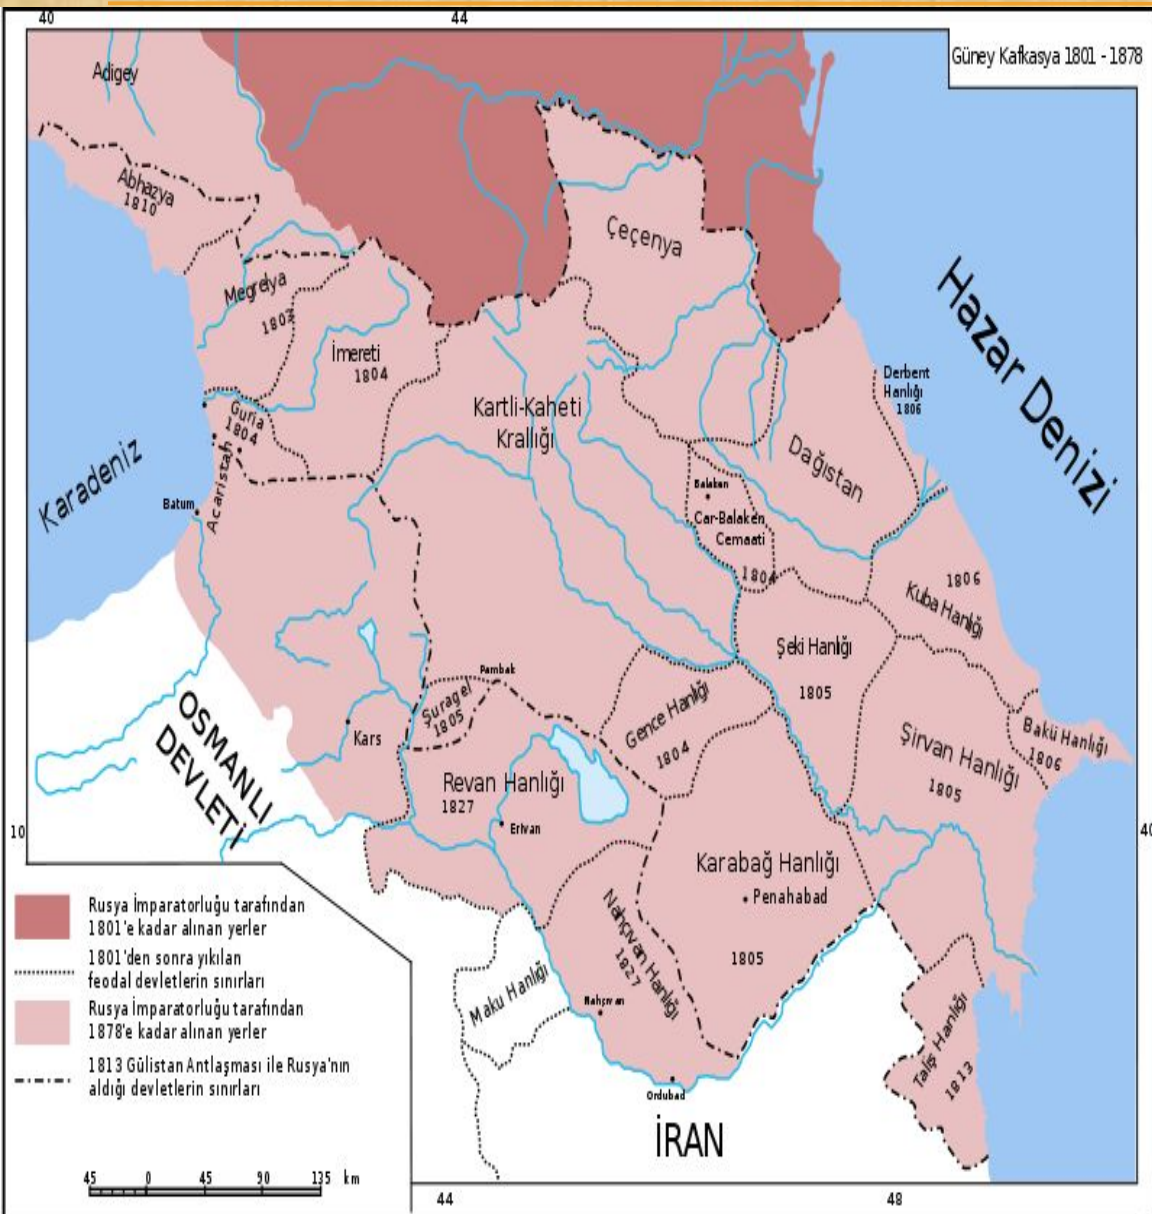 40
44
Güney Kafkasya 1801 - 1878
Adigey
Abhazya
1810
Çeçenya
Megrelya
1803
İmereti
1804
Hazar Denizi
Derbent
Hanlığı
1806
Guria
1804
Kartli-Kaheti
Krallığı
Karadeniz
Acaristan
Batum
Dağıstan
Balaken
Car-Balaken
Cemaati
1804
1806
Kuba Hanlığı
Şeki Hanlığı
1805
Pambak
Şuragel
1805
Gence Hanlığı
1804
OSMANLI
DEVLETİ
Kars
Şirvan Hanlığı
1805
Bakü Hanlığı
1806
Revan Hanlığı
1827
Erivan
10
40
Karabağ Hanlığı
Penahabad
1805
Nahçıvan Hanlığı
1827
Maku Hanlığı
Nahçıvan
Talış Hanlığı
1813
Ordubad
İRAN
Rusya İmparatorluğu tarafından
1801'e kadar alınan yerler
1801'den sonra yıkılan
feodal devletlerin sınırları
Rusya İmparatorluğu tarafından
1878'e kadar alınan yerler
1813 Gülistan Antlaşması ile Rusya'nın
aldığı devletlerin sınırları
45 0 45 90 135 km
44
48